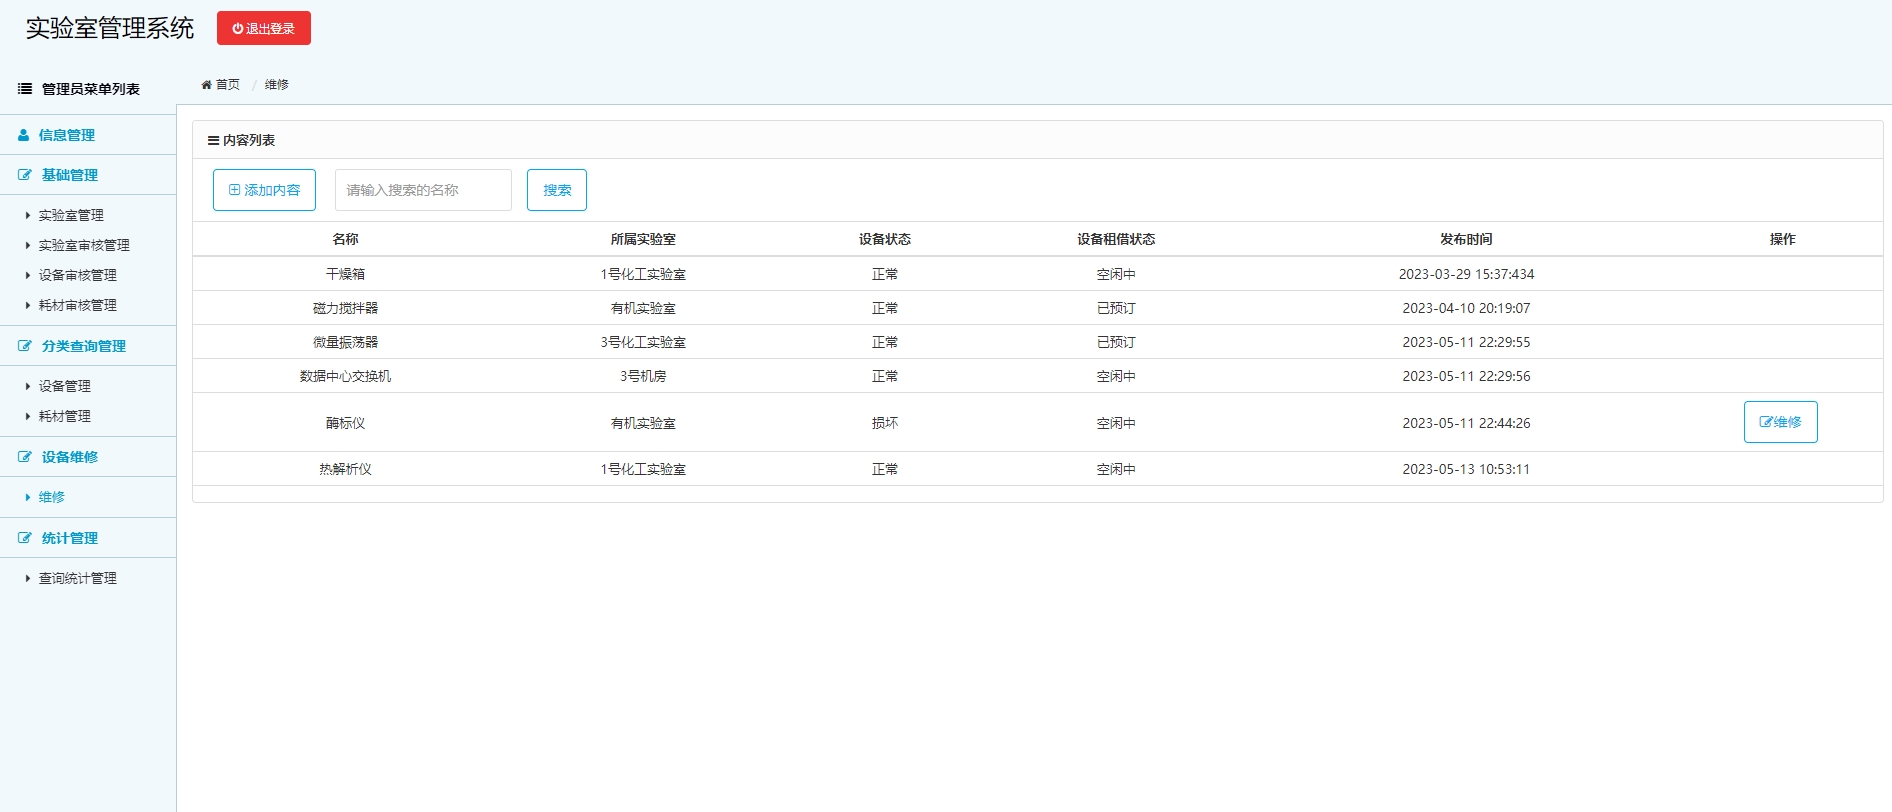 实验室管理系统 退出登录
管理员菜单列表
信息管理
基础管理
实验室管理
实验室审核管理
设备审核管理
耗材审核管理
分类查询管理
设备管理
耗材管理
设备维修
维修
统计管理
查询统计管理
首页 / 维修
内容列表
添加内容 请输入搜索的名称 搜索
名称 所属实验室 设备状态 设备租借状态 发布时间 操作
干燥箱 1号化工实验室 正常 空闲中 2023-03-29 15:37:434
磁力搅拌器 有机实验室 正常 已预订 2023-04-10 20:19:07
微量振荡器 3号化工实验室 正常 已预订 2023-05-11 22:29:55
数据中心交换机 3号机房 正常 空闲中 2023-05-11 22:29:56
酶标仪 有机实验室 损坏 空闲中 2023-05-11 22:44:26 维修
热解析仪 1号化工实验室 正常 空闲中 2023-05-13 10:53:11